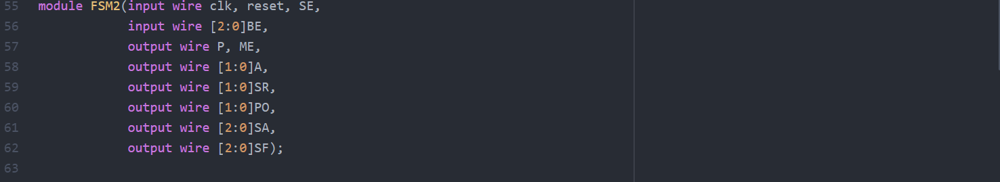 55 module FSM2(input wire clk, reset, SE,
56 input wire [2:0]BE,
57 output wire P, ME,
58 output wire [1:0]A,
59 output wire [1:0]SR,
60 output wire [1:0]PO,
61 output wire [2:0]SA,
62 output wire [2:0]SF);
63